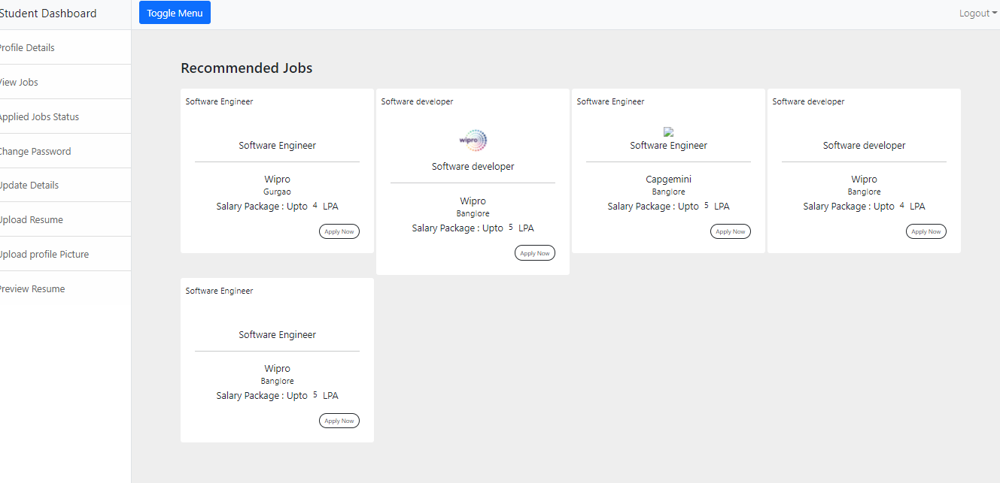 Student Dashboard
Toggle Menu
Logout
Profile Details
View Jobs
Applied Jobs Status
Change Password
Update Details
Upload Resume
Upload profile Picture
Preview Resume
Recommended Jobs
Software Engineer
Software Engineer
Wipro
Gurgao
Salary Package : Upto 4 LPA
Apply Now
Software developer
wipro
Software developer
Wipro
Banglore
Salary Package : Upto 5 LPA
Apply Now
Software Engineer
Software Engineer
Capgemini
Banglore
Salary Package : Upto 5 LPA
Apply Now
Software developer
Software developer
Wipro
Banglore
Salary Package : Upto 4 LPA
Apply Now
Software Engineer
Software Engineer
Wipro
Banglore
Salary Package : Upto 5 LPA
Apply Now